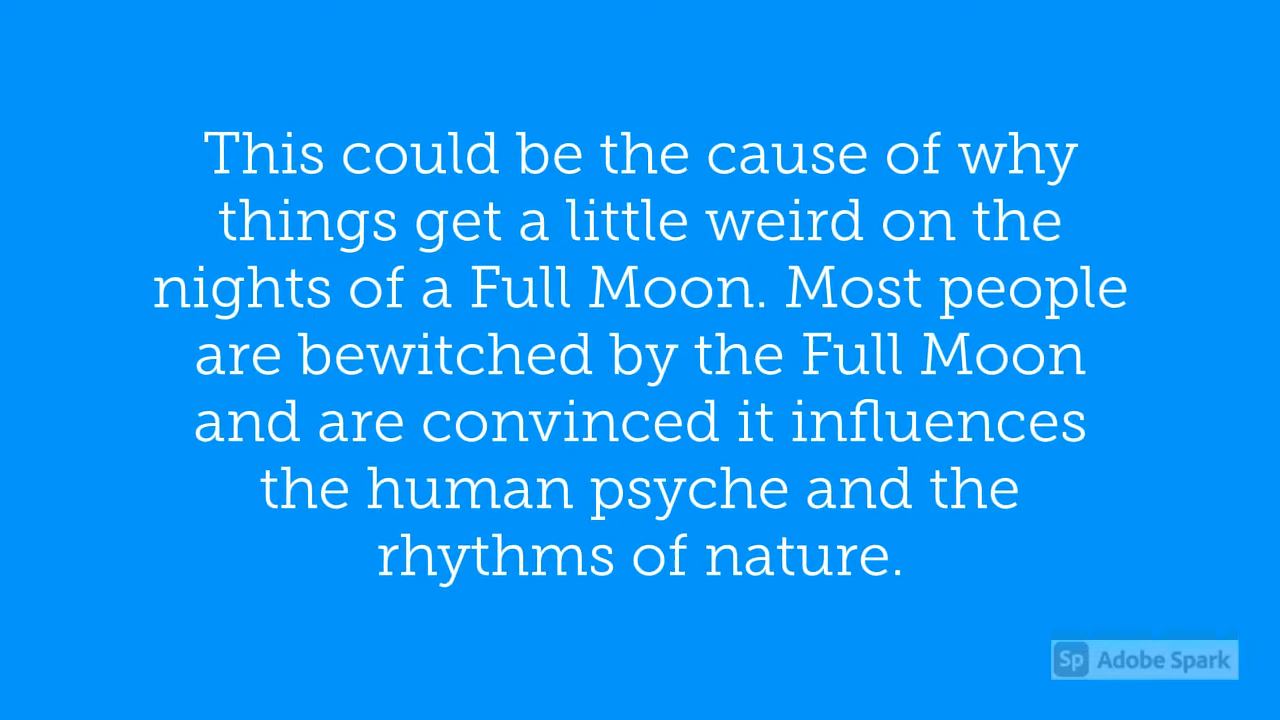 This could be the cause of why
things get a little weird on the
nights of a Full Moon. Most people
are bewitched by the Full Moon
and are convinced it influences
the human psyche and the
rhythms of nature.
Sp Adobe Spark